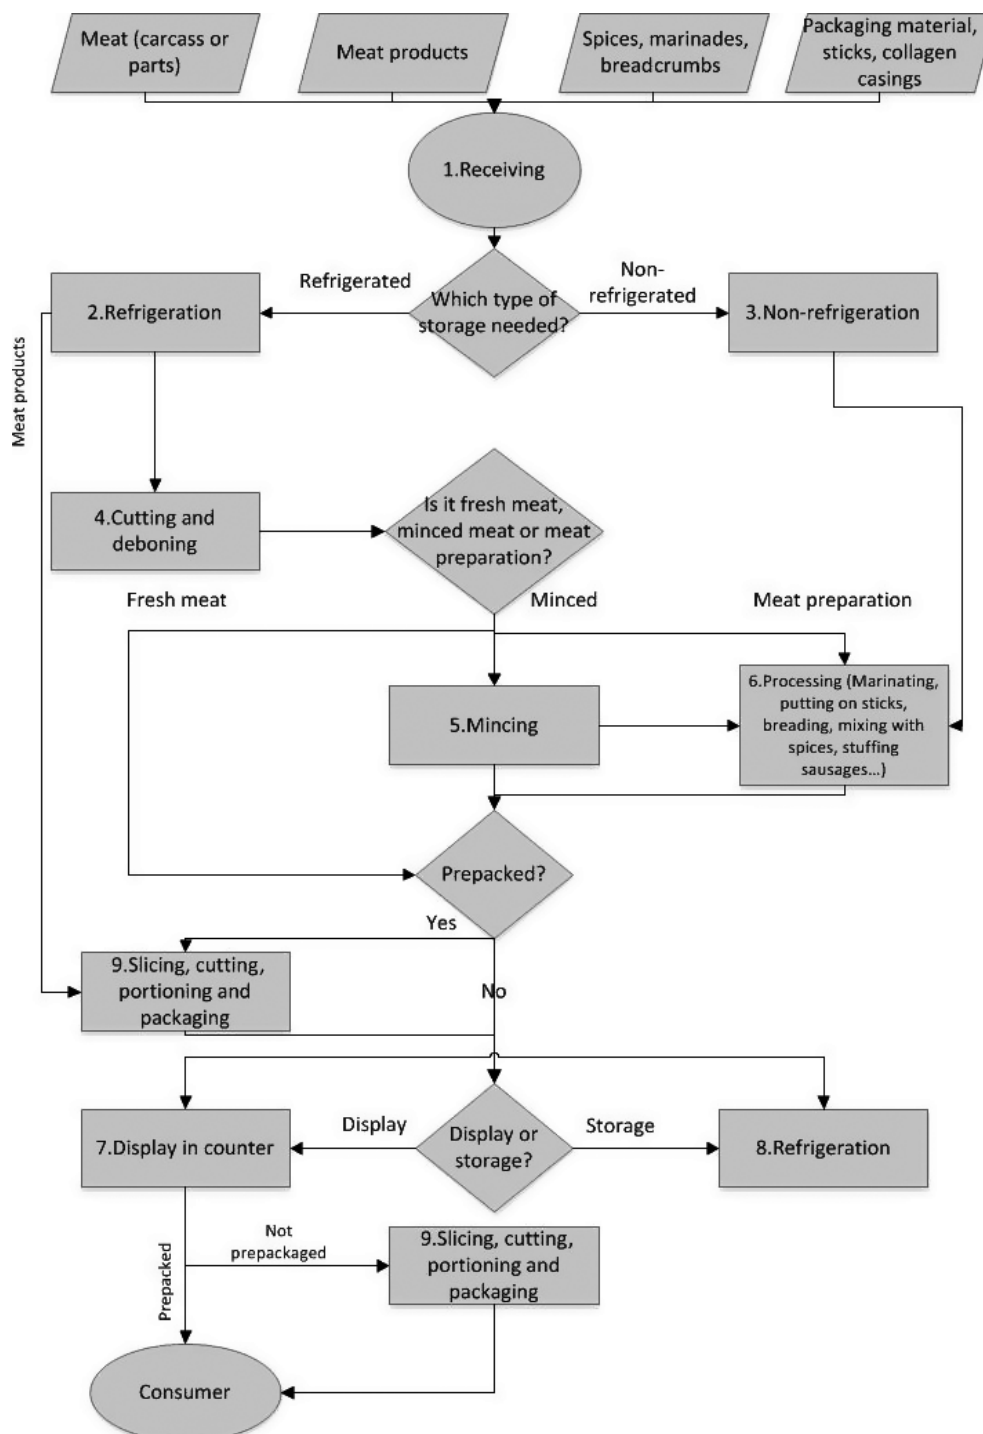 Meat (carcass or
parts)
Meat products
Spices, marinades,
breadcrumbs
Packaging material,
sticks, collagen
casings
1.Receiving
Refrigerated
Non-
refrigerated
Which type of
storage needed?
2.Refrigeration
3.Non-refrigeration
Meat products
4.Cutting and
deboning
Is it fresh meat,
minced meat or meat
preparation?
Fresh meat
Minced
Meat preparation
5.Mincing
6.Processing (Marinating,
putting on sticks,
breading, mixing with
spices, stuffing
sausages...)
Prepacked?
Yes
No
9.Slicing, cutting,
portioning and
packaging
Display
Storage
7.Display in counter
Display or
storage?
8.Refrigeration
Not
prepackaged
Prepacked
9.Slicing, cutting,
portioning and
packaging
Consumer